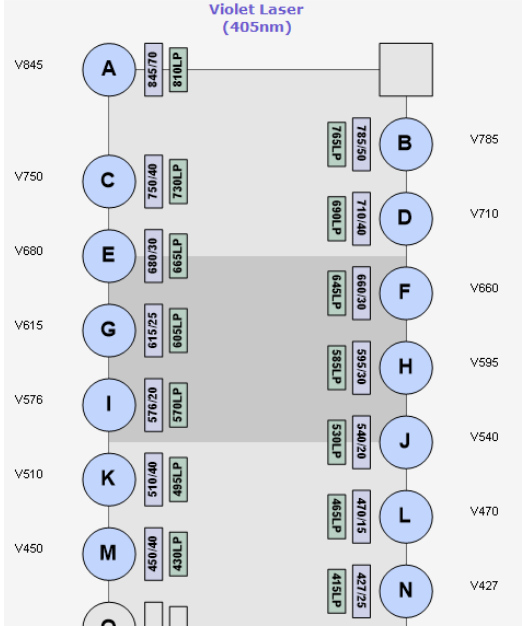 Violet Laser
(405nm)
V845
A
845/70
810LP
765LP
785/50
B
V785
V750
C
750/40
730LP
690LP
710/40
D
V710
V680
E
680/30
665LP
645LP
660/30
F
V660
V615
G
615/25
605LP
585LP
595/30
H
V595
V576
I
576/20
570LP
530LP
540/20
J
V540
V510
K
510/40
495LP
465LP
470/15
L
V470
V450
M
450/40
430LP
415LP
427/25
N
V427